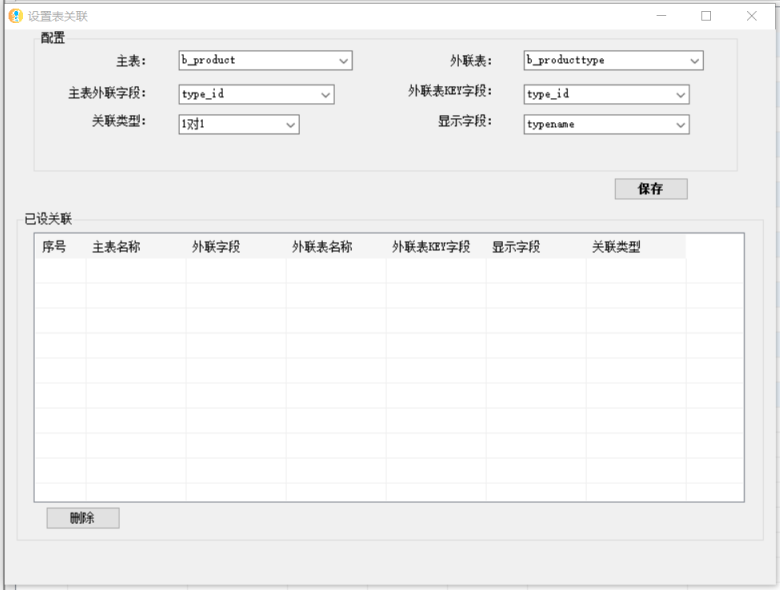 设置表关联
配置
主表: b_product 外联表: b_producttype
主表外联字段: type_id 外联表KEY字段: type_id
关联类型: 1对1 显示字段: typename
保存
已设关联
序号 主表名称 外联字段 外联表名称 外联表KEY字段 显示字段 关联类型
删除